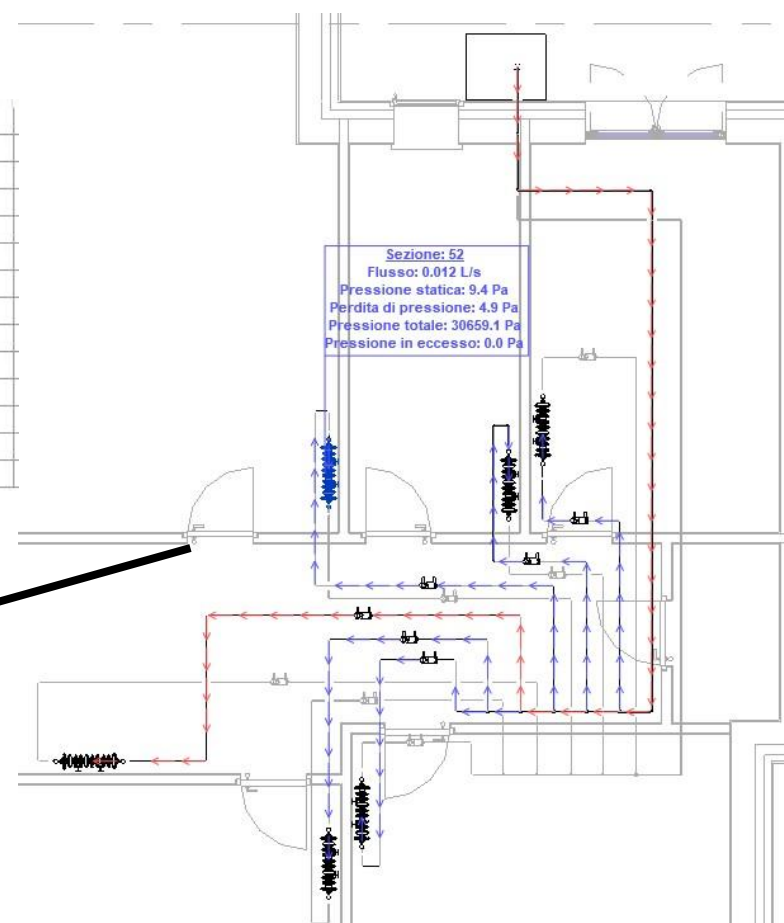 Sezione: 52
Flusso: 0.012 L/s
Pressione statica: 9.4 Pa
Perdita di pressione: 4.9 Pa
Pressione totale: 30659.1 Pa
Pressione in eccesso: 0.0 Pa